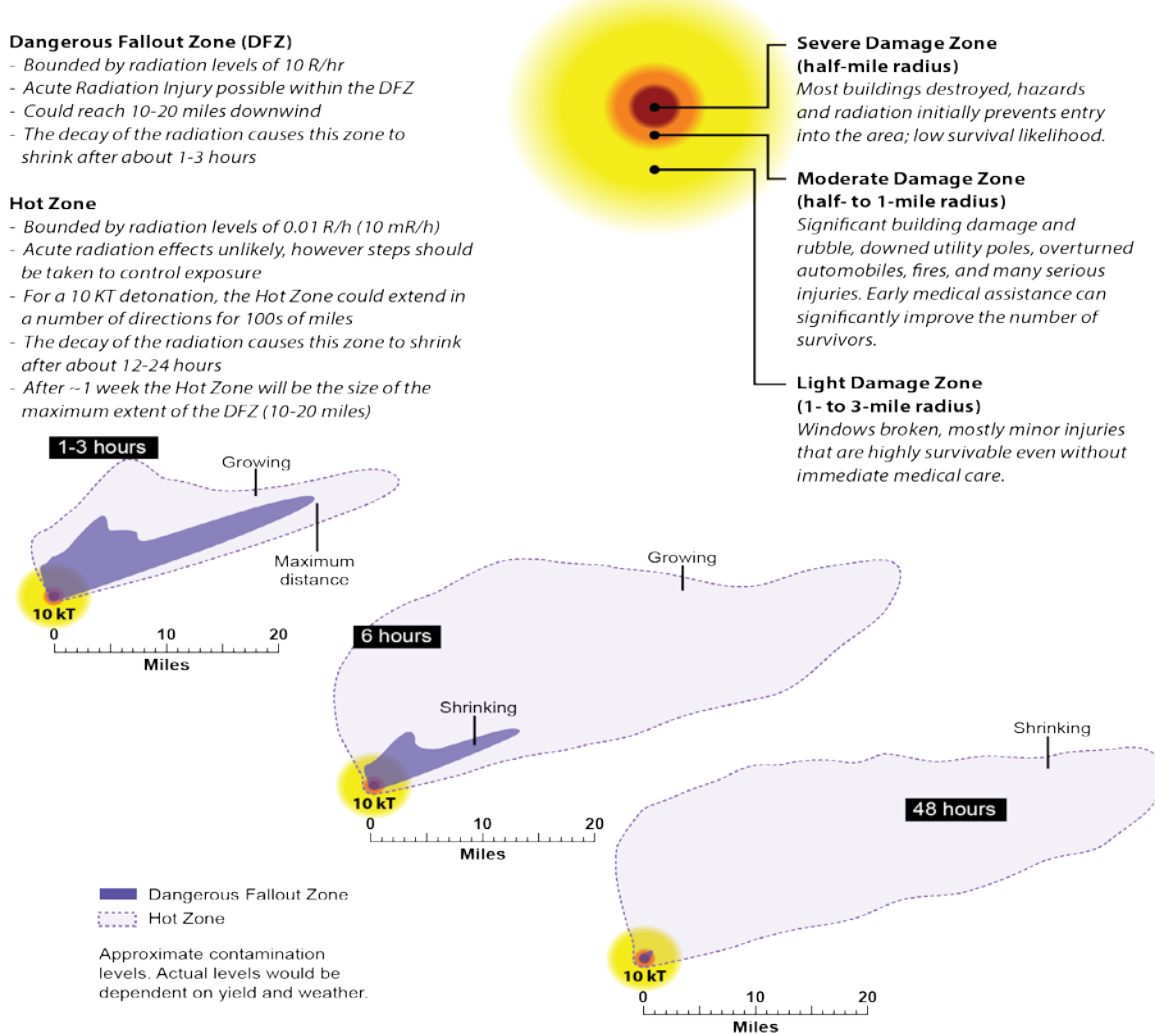 Dangerous Fallout Zone (DFZ)
- Bounded by radiation levels of 10 R/hr
- Acute Radiation Injury possible within the DFZ
- Could reach 10-20 miles downwind
- The decay of the radiation causes this zone to
shrink after about 1-3 hours
Hot Zone
- Bounded by radiation levels of 0.01 R/h (10 mR/h)
- Acute radiation effects unlikely, however steps should
be taken to control exposure
- For a 10 KT detonation, the Hot Zone could extend in
a number of directions for 100s of miles
- The decay of the radiation causes this zone to shrink
after about 12-24 hours
- After ~1 week the Hot Zone will be the size of the
maximum extent of the DFZ (10-20 miles)
Severe Damage Zone
(half-mile radius)
Most buildings destroyed, hazards
and radiation initially prevents entry
into the area; low survival likelihood.
Moderate Damage Zone
(half- to 1-mile radius)
Significant building damage and
rubble, downed utility poles, overturned
automobiles, fires, and many serious
injuries. Early medical assistance can
significantly improve the number of
survivors.
Light Damage Zone
(1- to 3-mile radius)
Windows broken, mostly minor injuries
that are highly survivable even without
immediate medical care.
1-3 hours
Growing
Maximum
distance
10 kT
0 10 20
Miles
6 hours
Growing
Shrinking
10 kT
0 10 20
Miles
48 hours
Shrinking
10 kT
0 10 20
Miles
Dangerous Fallout Zone
Hot Zone
Approximate contamination
levels. Actual levels would be
dependent on yield and weather.